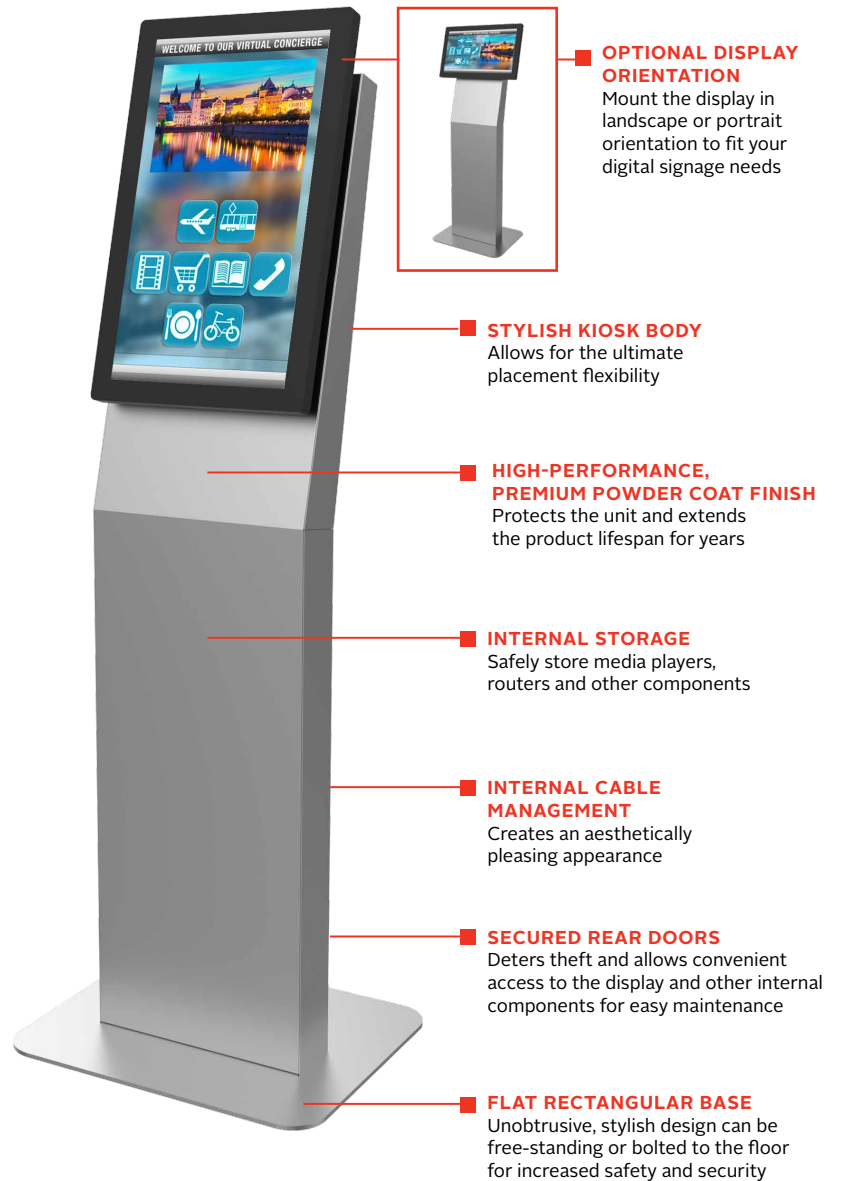 WELCOME TO OUR VIRTUAL CONCIERGE
OPTIONAL DISPLAY
ORIENTATION
Mount the display in
landscape or portrait
orientation to fit your
digital signage needs
STYLISH KIOSK BODY
Allows for the ultimate
placement flexibility
HIGH-PERFORMANCE,
PREMIUM POWDER COAT FINISH
Protects the unit and extends
the product lifespan for years
INTERNAL STORAGE
Safely store media players,
routers and other components
INTERNAL CABLE
MANAGEMENT
Creates an aesthetically
pleasing appearance
SECURED REAR DOORS
Deters theft and allows convenient
access to the display and other internal
components for easy maintenance
FLAT RECTANGULAR BASE
Unobtrusive, stylish design can be
free-standing or bolted to the floor
for increased safety and security